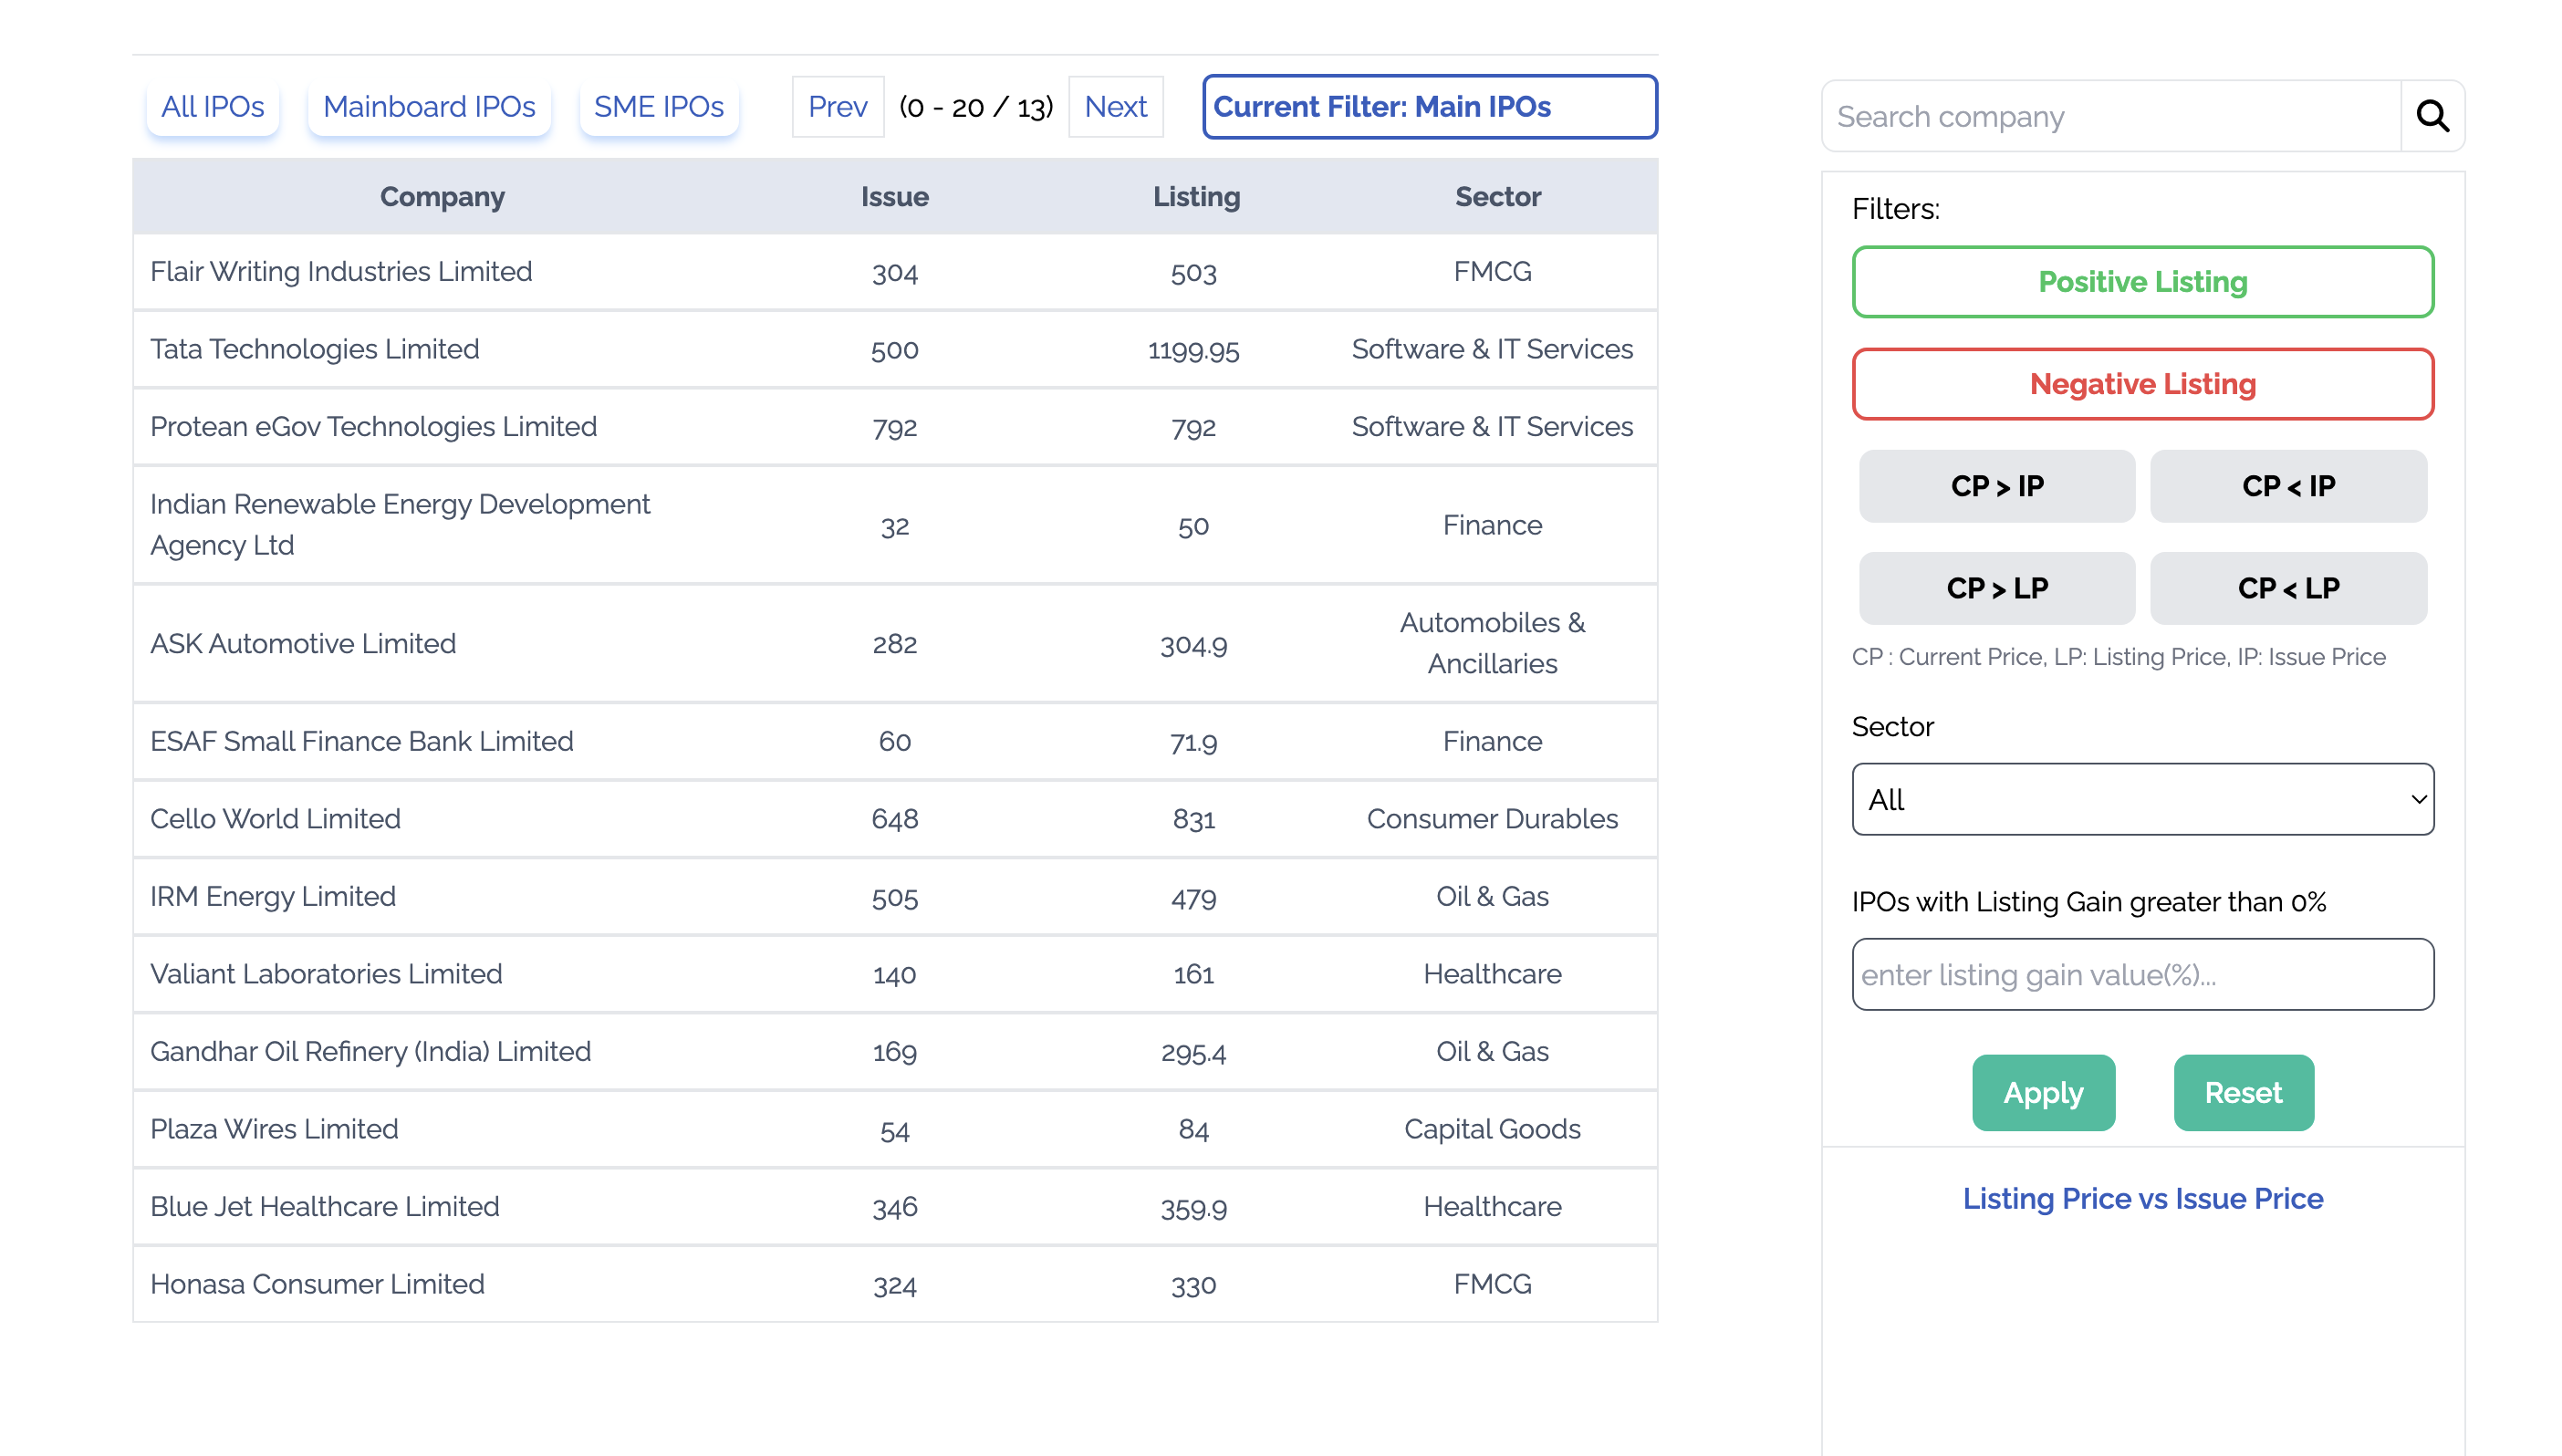 All IPOs Mainboard IPOs SME IPOs Prev (0 - 20 / 13) Next Current Filter: Main IPOs
Company Issue Listing Sector
Flair Writing Industries Limited 304 503 FMCG
Tata Technologies Limited 500 1199.95 Software & IT Services
Protean eGov Technologies Limited 792 792 Software & IT Services
Indian Renewable Energy Development
Agency Ltd 32 50 Finance
ASK Automotive Limited 282 304.9 Automobiles &
Ancillaries
ESAF Small Finance Bank Limited 60 71.9 Finance
Cello World Limited 648 831 Consumer Durables
IRM Energy Limited 505 479 Oil & Gas
Valiant Laboratories Limited 140 161 Healthcare
Gandhar Oil Refinery (India) Limited 169 295.4 Oil & Gas
Plaza Wires Limited 54 84 Capital Goods
Blue Jet Healthcare Limited 346 359.9 Healthcare
Honasa Consumer Limited 324 330 FMCG
Search company
Filters:
Positive Listing
Negative Listing
CP > IP CP < IP
CP > LP CP < LP
CP : Current Price, LP: Listing Price, IP: Issue Price
Sector
All
IPOs with Listing Gain greater than 0%
enter listing gain value(%)...
Apply Reset
Listing Price vs Issue Price